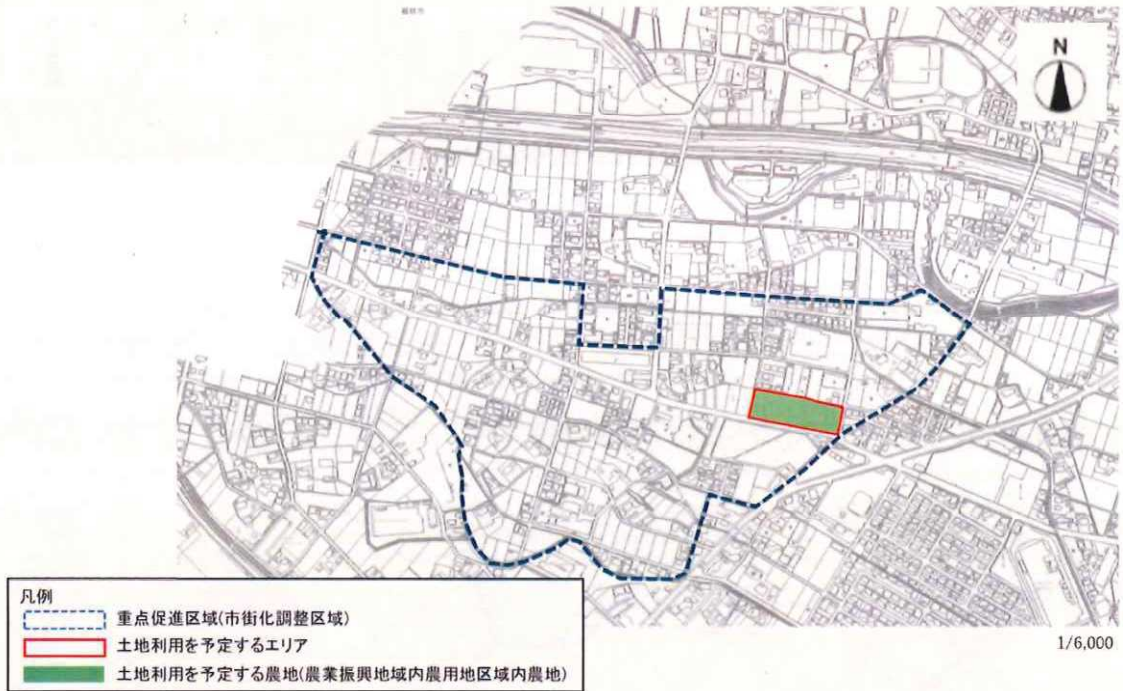 N
凡例
重点促進区域(市街化調整区域)
土地利用を予定するエリア
土地利用を予定する農地(農業振興地域内農用地区域内農地)
1/6,000